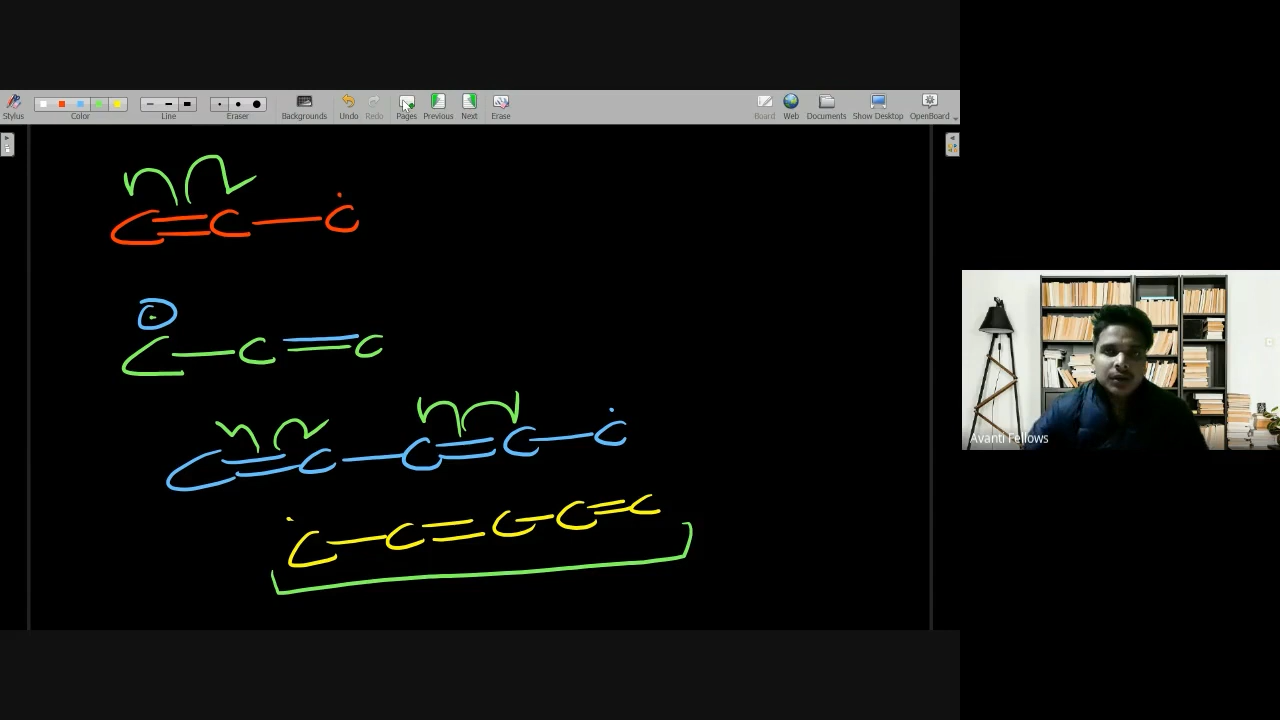 Stylus Color Line Eraser Backgrounds Undo Redo Pages Previous Next Erase Board Web Documents Show Desktop OpenBoard
C=C—Ċ
Ċ—C=C
C=C—C=C—Ċ
Ċ—C=C—C=C
Avanti Fellows